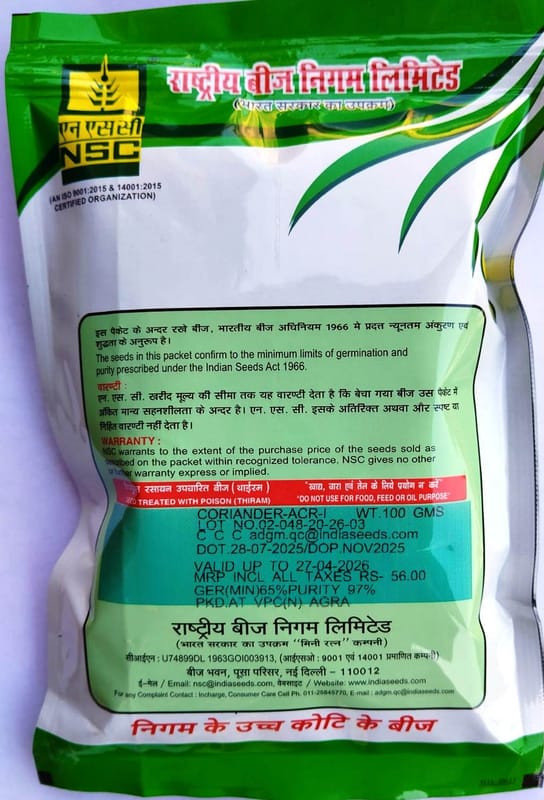 राष्ट्रीय बीज निगम लिमिटेड
(भारत सरकार का उपक्रम)
एन एस सी
NSC
(AN ISO 9001:2015 & 14001:2015
CERTIFIED ORGANIZATION)
इस पैकेट के अन्दर रखे बीज, भारतीय बीज अधिनियम 1966 मे प्रदत्त न्यूनतम अंकुरण एवं
शुद्धता के अनुरूप है।
The seeds in this packet confirm to the minimum limits of germination and
purity prescribed under the Indian Seeds Act 1966.
वारण्टी :
एन. एस. सी. खरीद मूल्य की सीमा तक यह वारण्टी देता है कि बेचा गया बीज उस पैकेट में
अंकित मान्य सहनशीलता के अन्दर है। एन. एस. सी. इसके अतिरिक्त अथवा और स्पष्ट या
निहित वारण्टी नहीं देता है।
WARRANTY :
NSC warrants to the extent of the purchase price of the seeds sold as
on the packet within recognized tolerance. NSC gives no other
or further warranty express or implied.
रसायन उपचारित बीज (थाईरम)
"खाद्य, चारा एवं तेल के लिये प्रयोग न करें"
TREATED WITH POISON (THIRAM)
"DO NOT USE FOR FOOD, FEED OR OIL PURPOSE"
CORIANDER-ACR-I WT.100 GMS
LOT NO.02-048-20-26-03
C C C adgm.qc@indiaseeds.com
DOT.28-07-2025/DOP.NOV2025
VALID UP TO 27-04-2026
MRP INCL ALL TAXES RS- 56.00
GER(MIN)65%PURITY 97%
PKD.AT VPC(N) AGRA
राष्ट्रीय बीज निगम लिमिटेड
(भारत सरकार का उपक्रम "मिनी रत्न" कम्पनी)
सीआईएन : U74899DL 1963GOI003913, (आईएसओ : 9001 एवं 14001 प्रमाणित कम्पनी)
बीज भवन, पूसा परिसर, नई दिल्ली - 110012
ई-मेल / Email: nsc@indiaseeds.com, वेबसाइट / Website: www.indiaseeds.com
For any Complaint Contact : Incharge, Consumer Care Cell Ph. 011-25845770, E-mail : adgm.qc@indiaseeds.com
निगम के उच्च कोटि के बीज